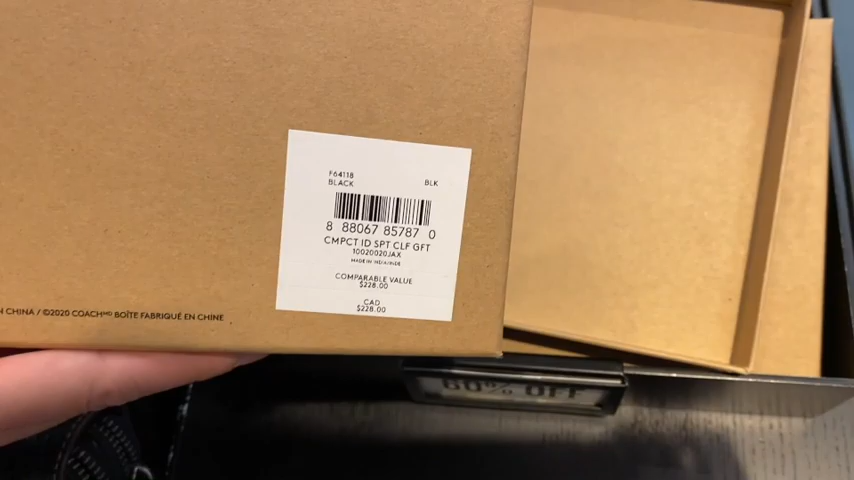 F64118
BLACK BLK
8 88067 85787 0
CMPCT ID SPT CLF GFT
10020020JAX
MADE IN INDIA/INDE
COMPARABLE VALUE
$228.00
CAD
$228.00
N CHINA / ©2020 COACH MD BOÎTE FABRIQUÉ EN CHINE
60% OFF